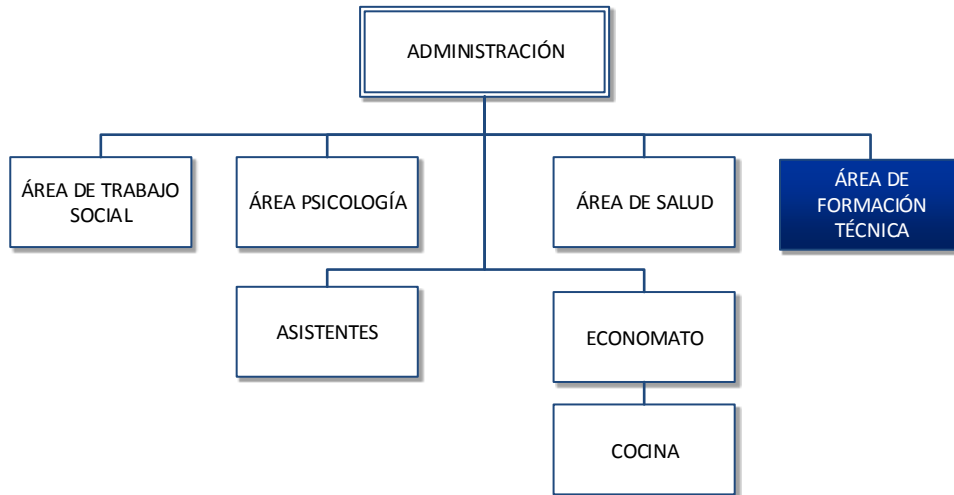 ADMINISTRACIÓN
ÁREA DE TRABAJO
SOCIAL
ÁREA PSICOLOGÍA
ÁREA DE SALUD
ÁREA DE
FORMACIÓN
TÉCNICA
ASISTENTES
ECONOMATO
COCINA